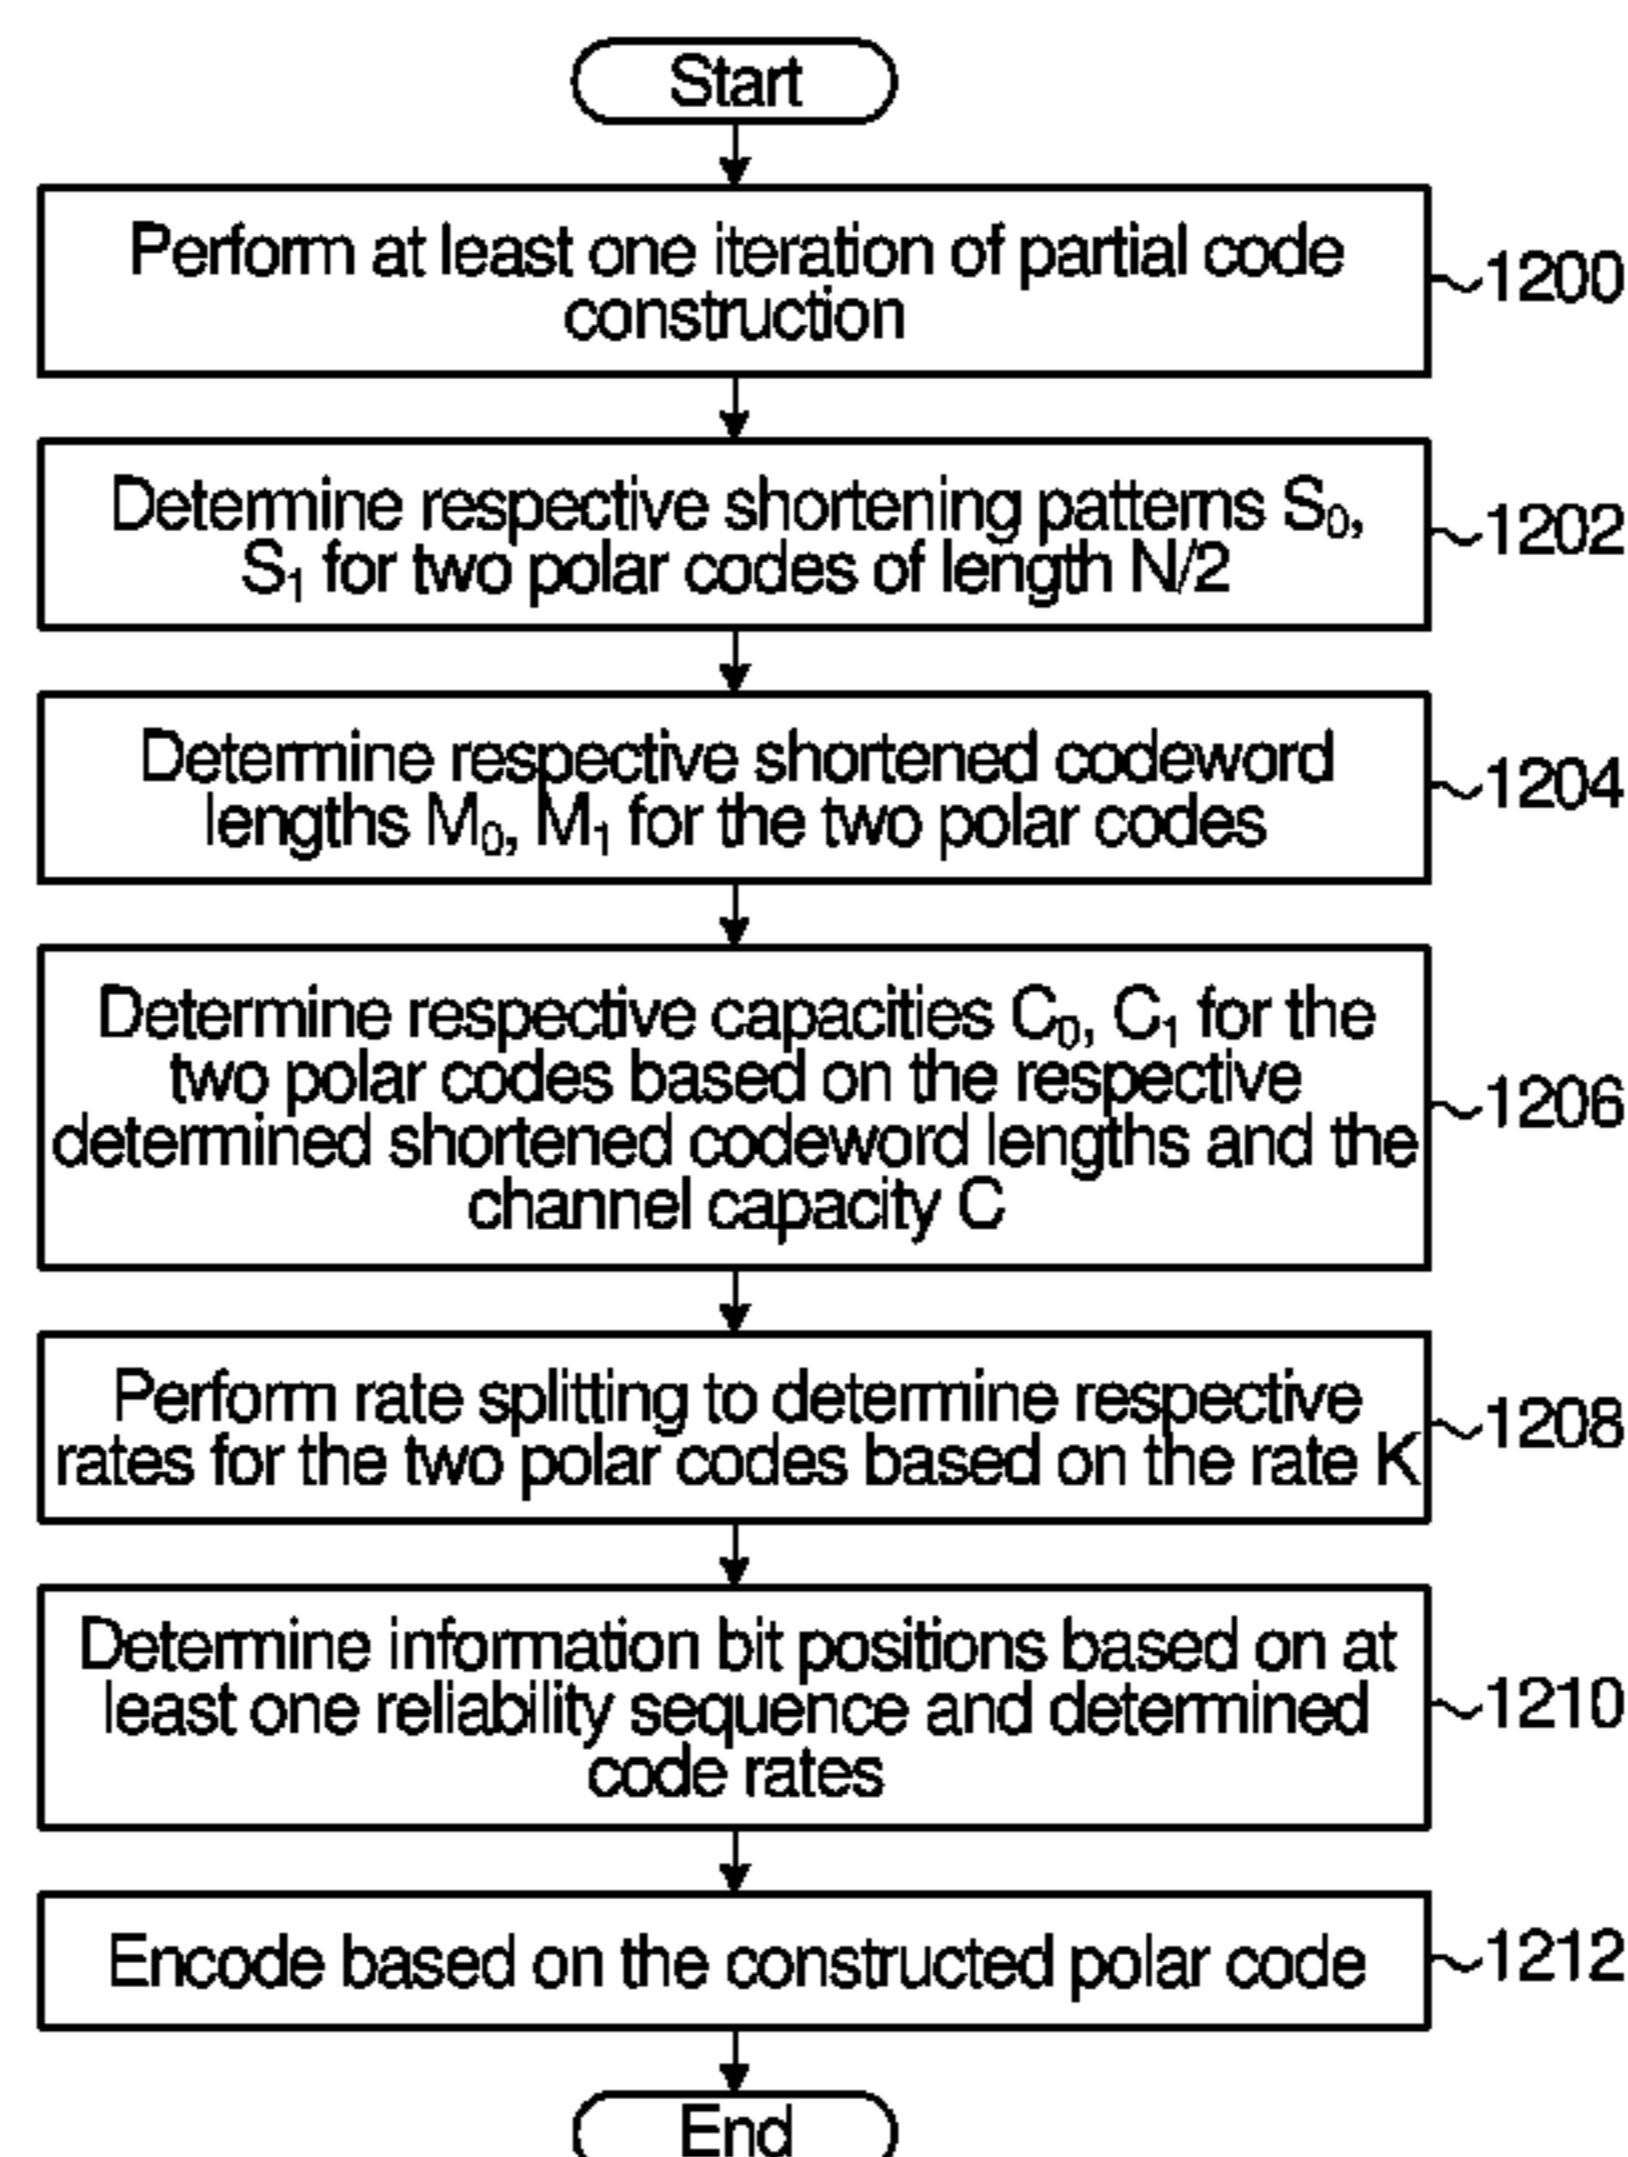 Start
Perform at least one iteration of partial code
construction
1200
Determine respective shortening patterns S₀,
S₁ for two polar codes of length N/2
1202
Determine respective shortened codeword
lengths M₀, M₁ for the two polar codes
1204
Determine respective capacities C₀, C₁ for the
two polar codes based on the respective
determined shortened codeword lengths and the
channel capacity C
1206
Perform rate splitting to determine respective
rates for the two polar codes based on the rate K
1208
Determine information bit positions based on at
least one reliability sequence and determined
code rates
1210
Encode based on the constructed polar code
1212
End